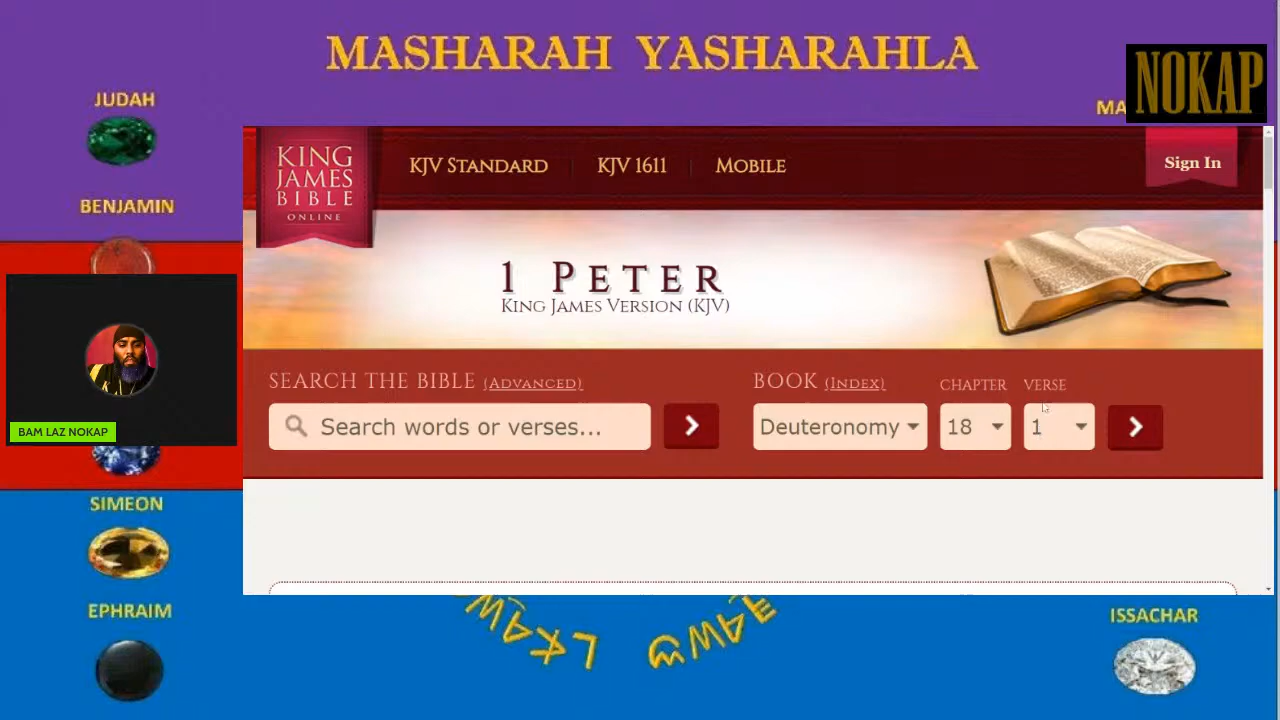 MASHARAH YASHARAHLA
NOKAP
JUDAH
MA
BENJAMIN
KING
JAMES
BIBLE
ONLINE
KJV STANDARD
KJV 1611
MOBILE
Sign In
1 PETER
KING JAMES VERSION (KJV)
SEARCH THE BIBLE (ADVANCED)
BOOK (INDEX)
CHAPTER
VERSE
Search words or verses...
Deuteronomy
18
1
BAM LAZ NOKAP
SIMEON
EPHRAIM
ISSACHAR